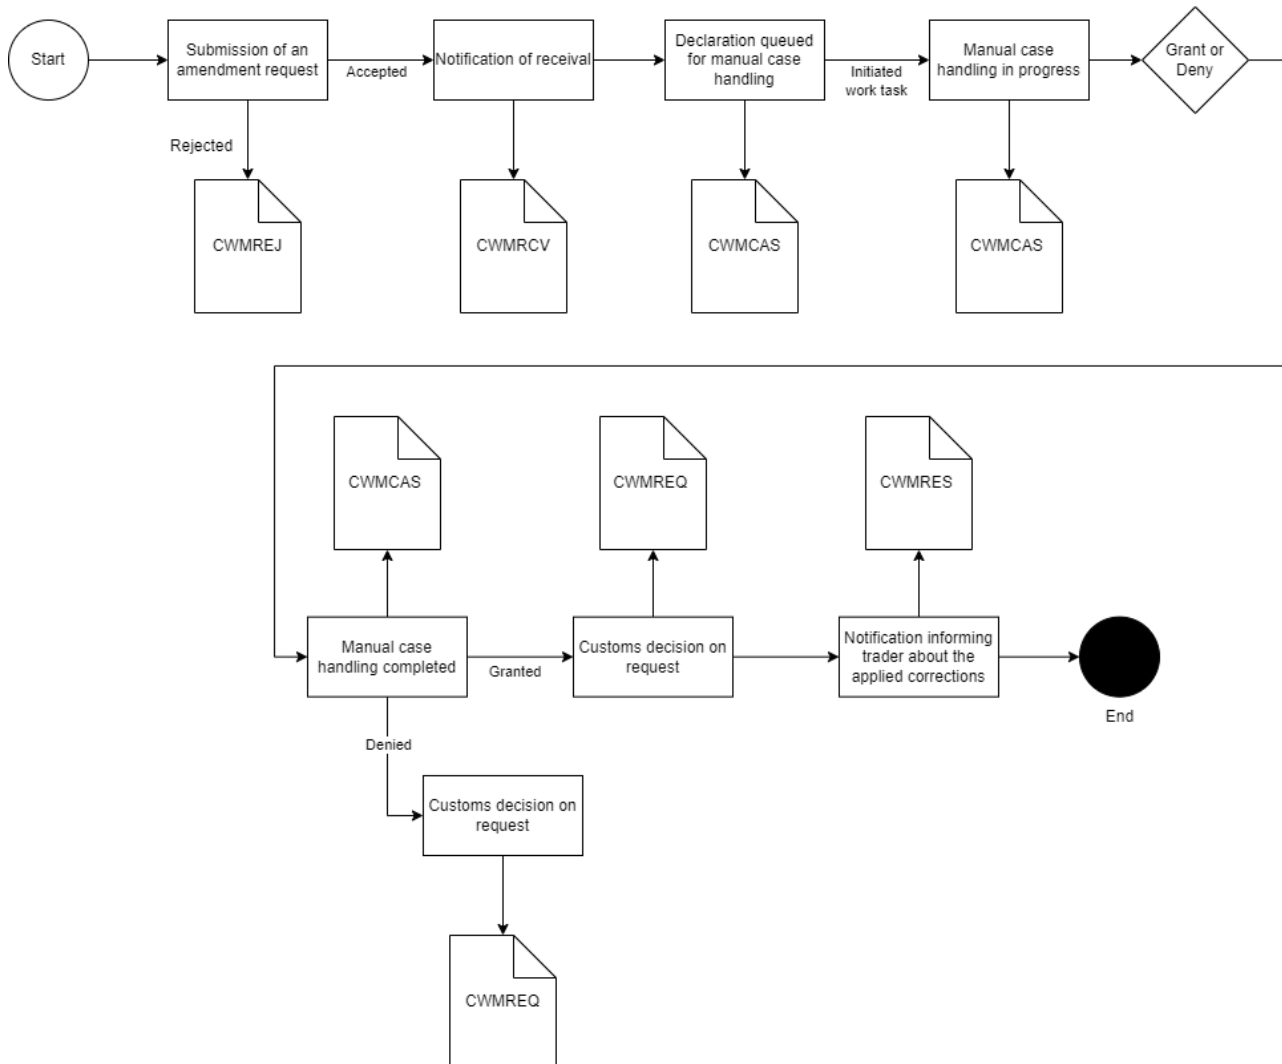 Start
Submission of an
amendment request
Accepted
Notification of receival
Declaration queued
for manual case
handling
Initiated
work task
Manual case
handling in progress
Grant or
Deny
Rejected
CWMREJ
CWMRCV
CWMCAS
CWMCAS
CWMCAS
CWMREQ
CWMRES
Manual case
handling completed
Granted
Customs decision on
request
Notification informing
trader about the
applied corrections
End
Denied
Customs decision on
request
CWMREQ